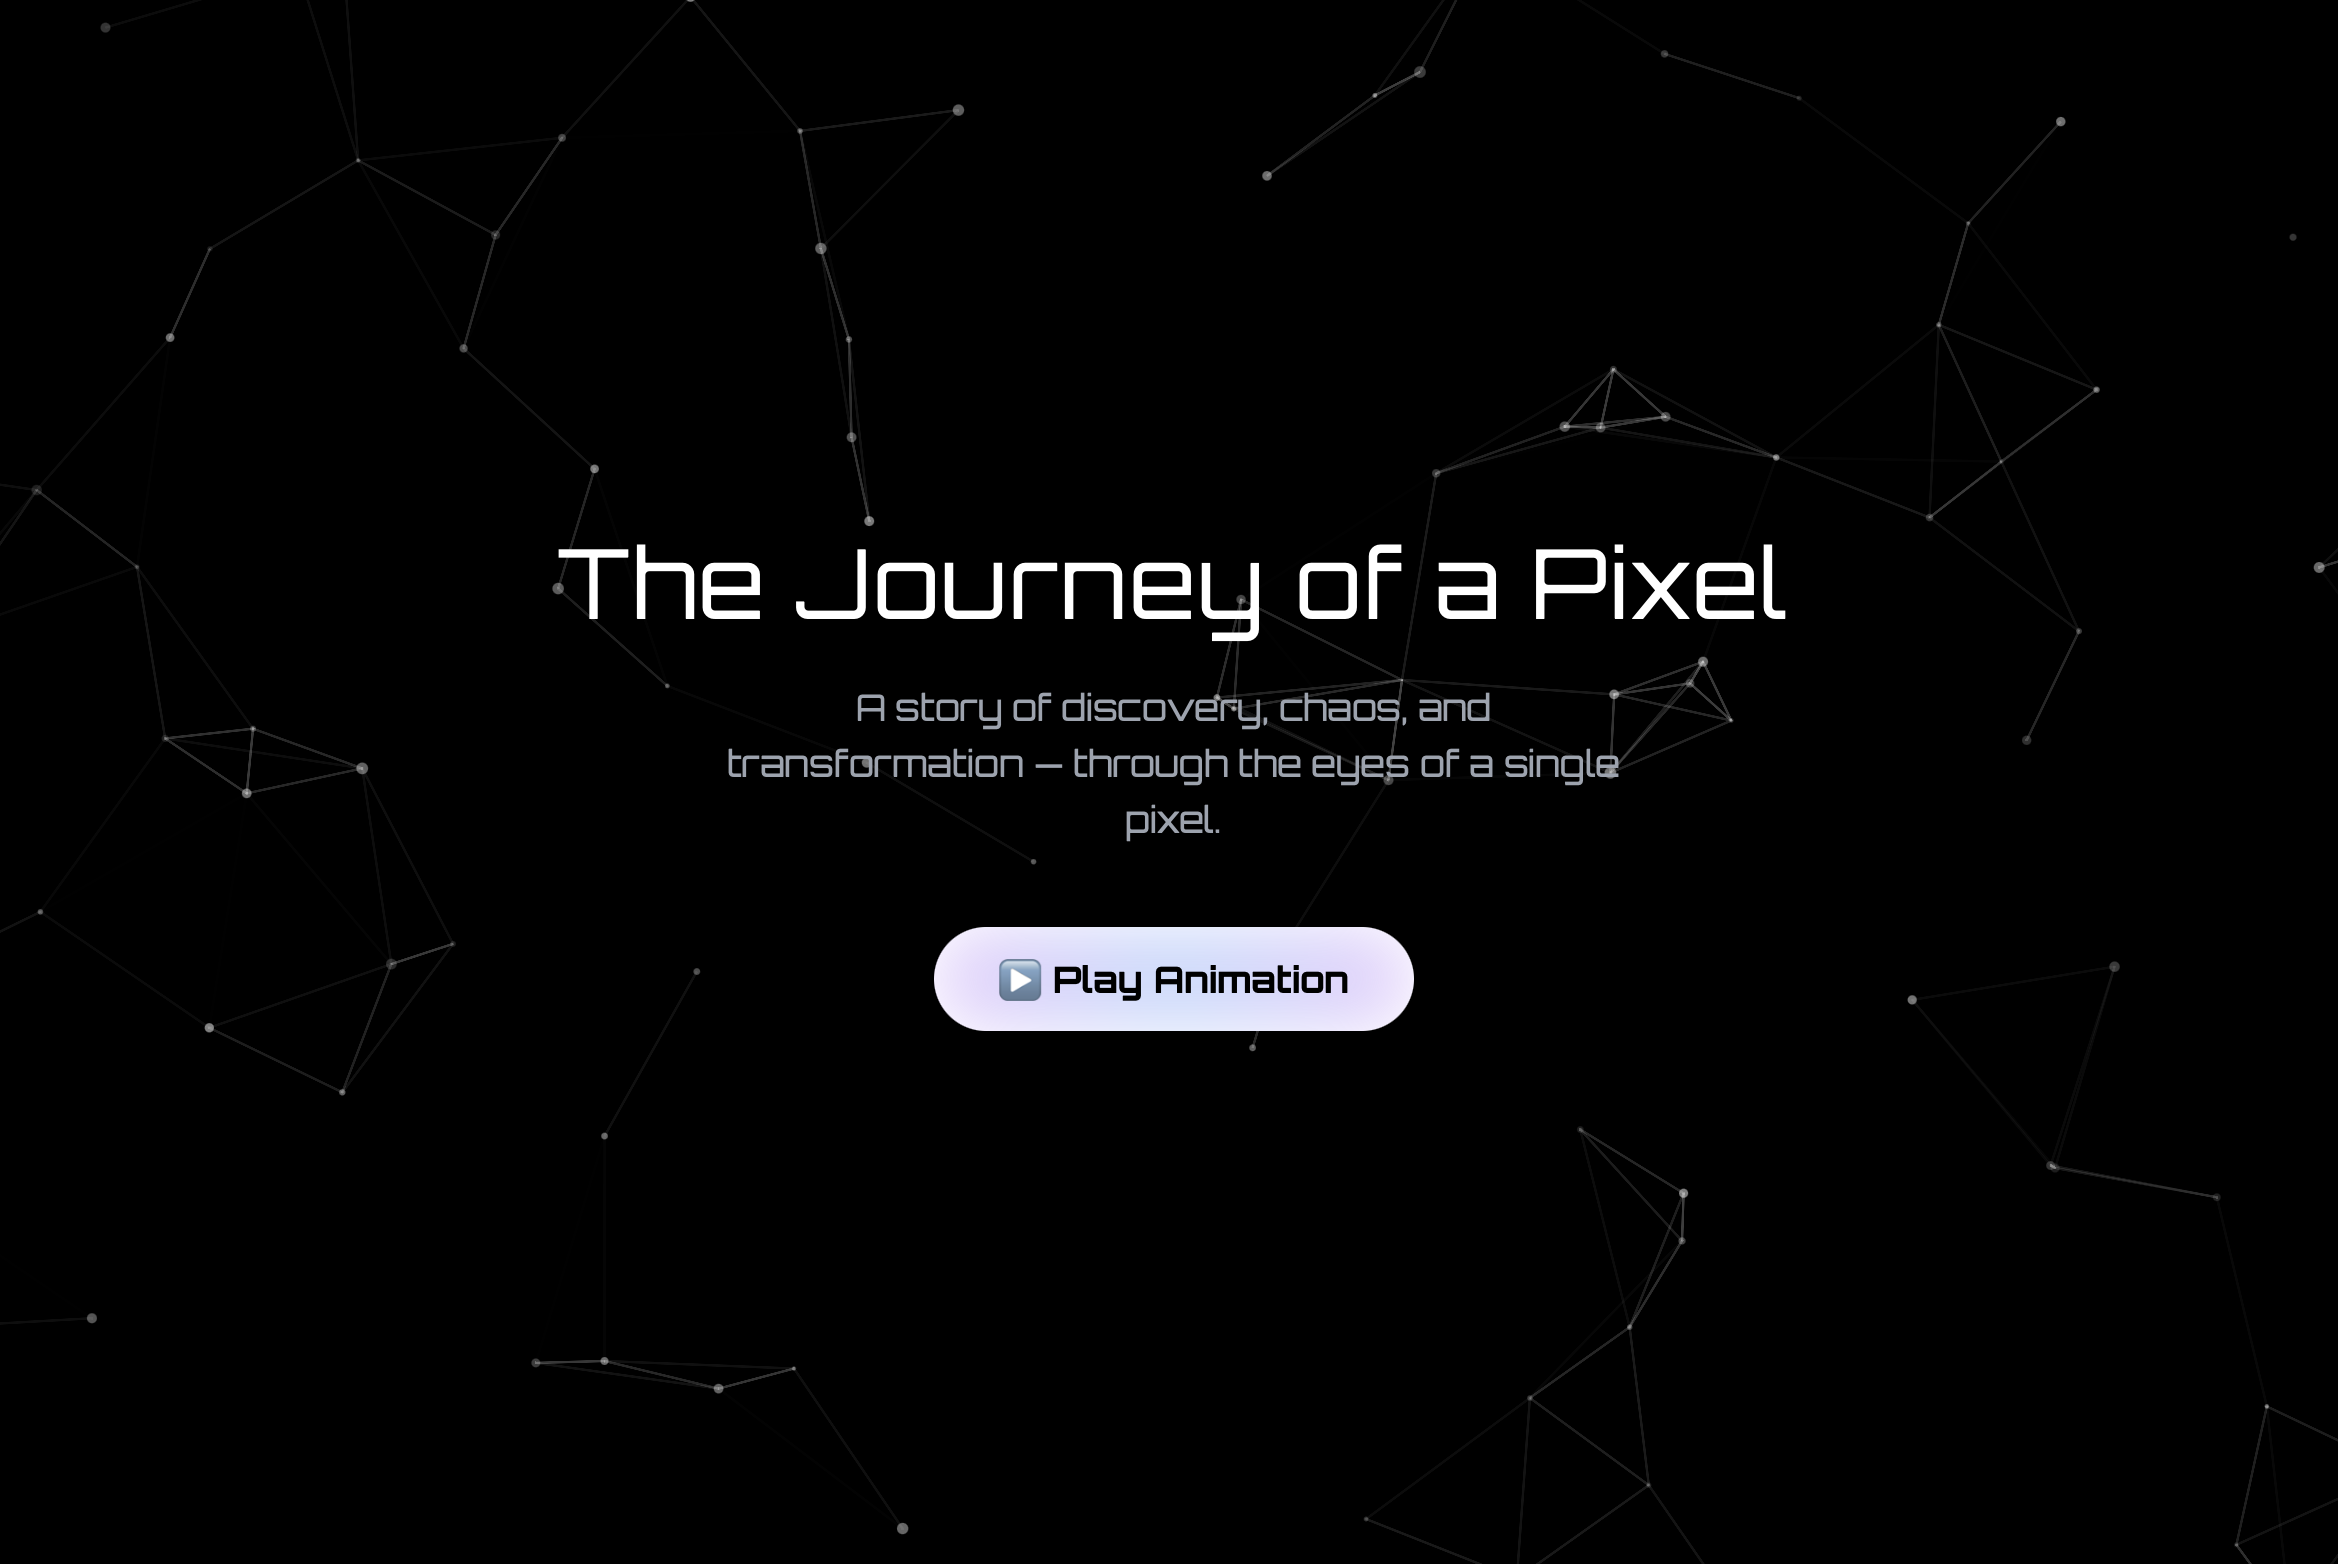 The Journey of a Pixel
A story of discovery, chaos, and
transformation — through the eyes of a single
pixel.
▶️ Play Animation